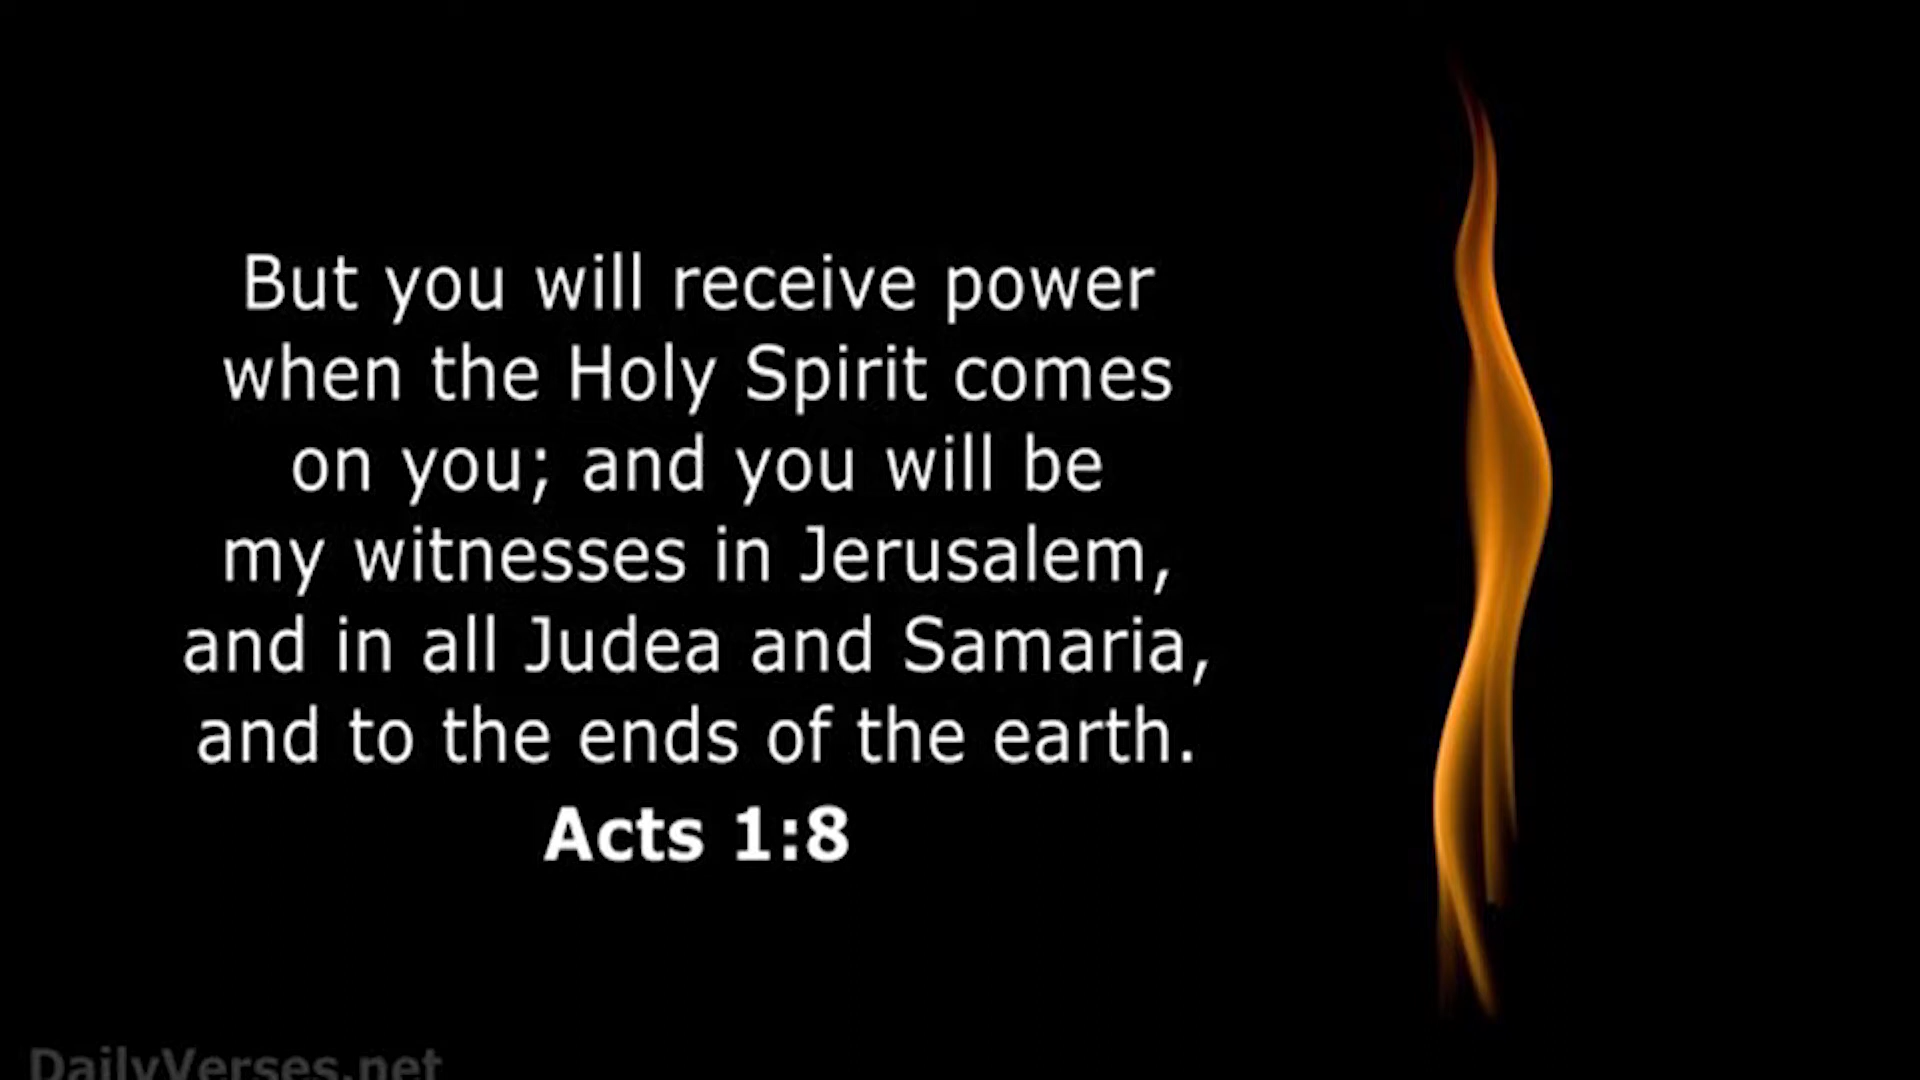 But you will receive power
when the Holy Spirit comes
on you; and you will be
my witnesses in Jerusalem,
and in all Judea and Samaria,
and to the ends of the earth.
Acts 1:8
DailyVerses.net